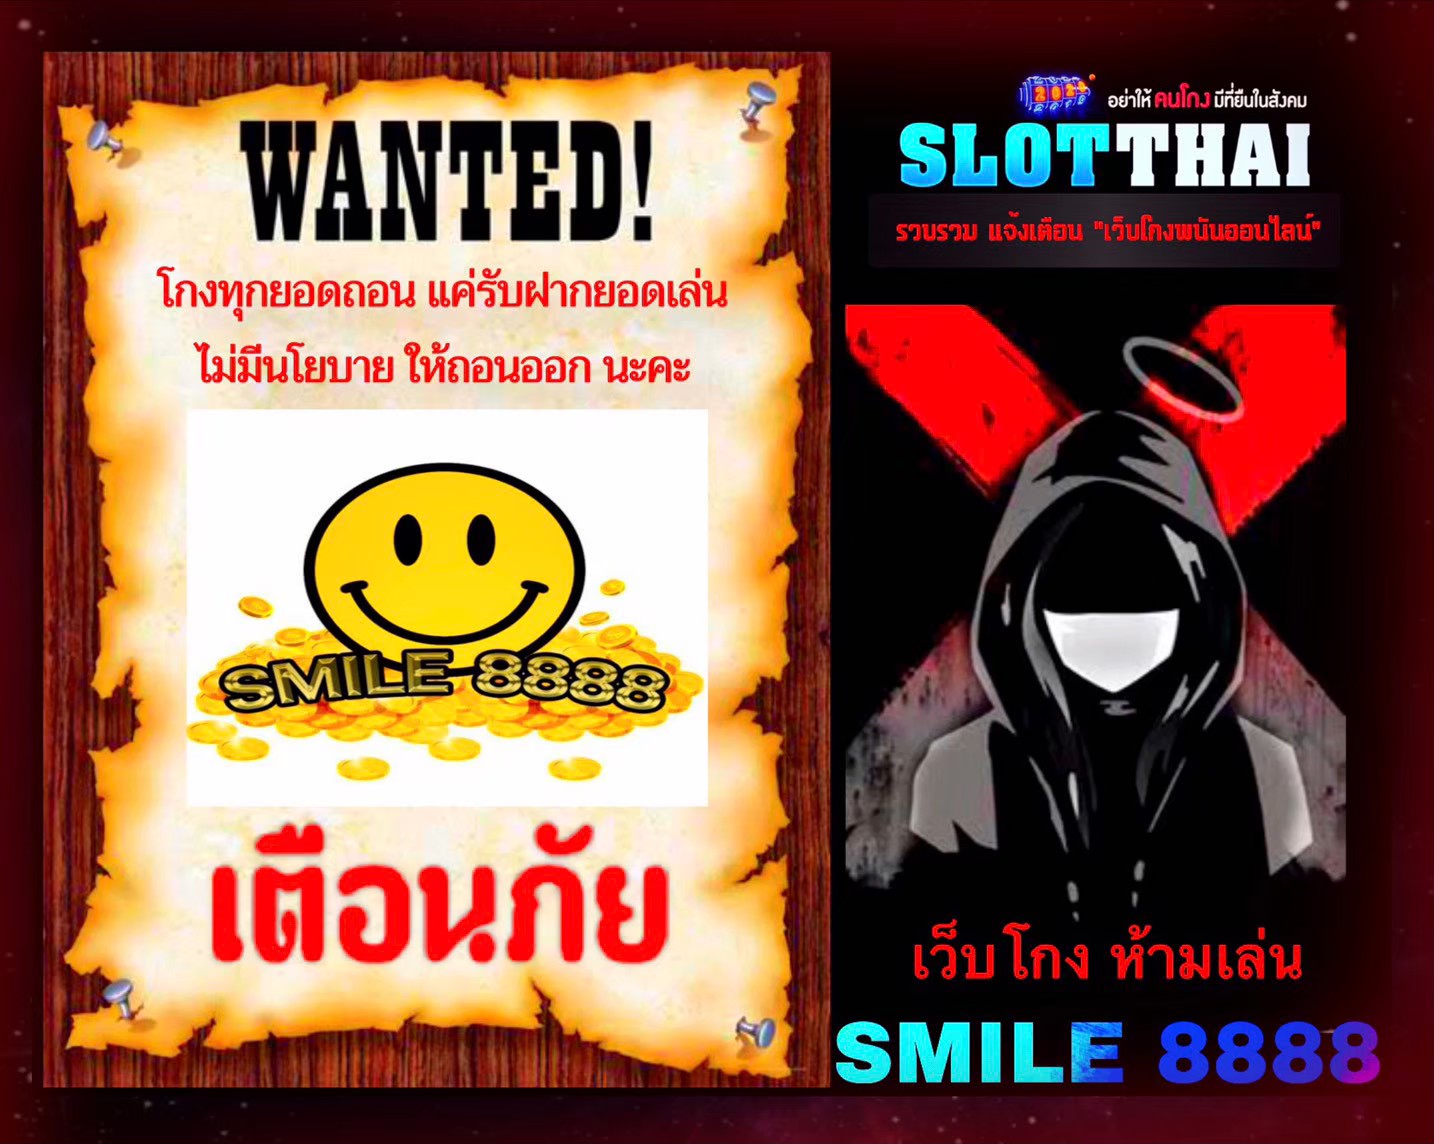 WANTED!
โกงทุกยอดถอน แค่รับฝากยอดเล่น
ไม่มีนโยบาย ให้ถอนออก นะคะ
SMILE 8888
เตือนภัย
2024
อย่าให้ คนโกง มีที่ยืนในสังคม
SLOTTHAI
รวบรวม แจ้งเตือน "เว็บโกงพนันออนไลน์"
เว็บโกง ห้ามเล่น
SMILE 8888